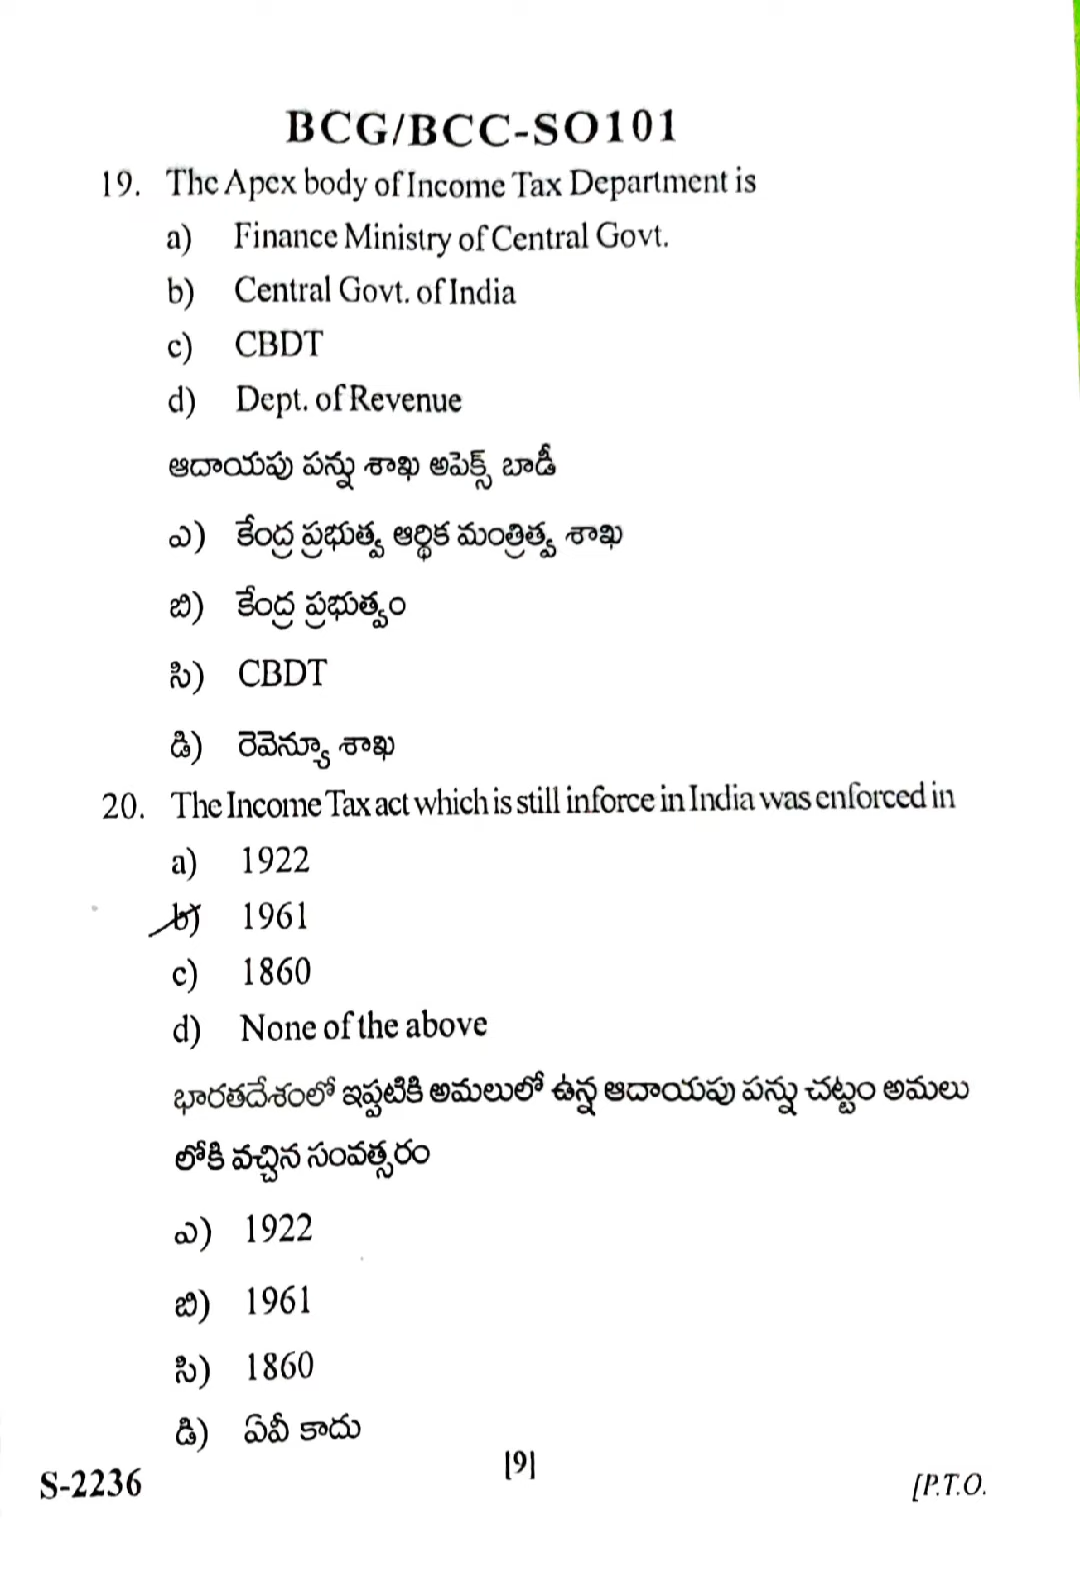 BCG/BCC-SO101
19. The Apex body of Income Tax Department is
a) Finance Ministry of Central Govt.
b) Central Govt. of India
c) CBDT
d) Dept. of Revenue
ఆదాయపు పన్ను శాఖ అపెక్స్ బాడీ
ఎ) కేంద్ర ప్రభుత్వ ఆర్థిక మంత్రిత్వ శాఖ
బి) కేంద్ర ప్రభుత్వం
సి) CBDT
డి) రెవెన్యూ శాఖ
20. The Income Tax act which is still inforce in India was enforced in
a) 1922
b) 1961
c) 1860
d) None of the above
భారతదేశంలో ఇప్పటికి అమలులో ఉన్న ఆదాయపు పన్ను చట్టం అమలు
లోకి వచ్చిన సంవత్సరం
ఎ) 1922
బి) 1961
సి) 1860
డి) ఏవీ కాదు
S-2236 [9] [P.T.O.